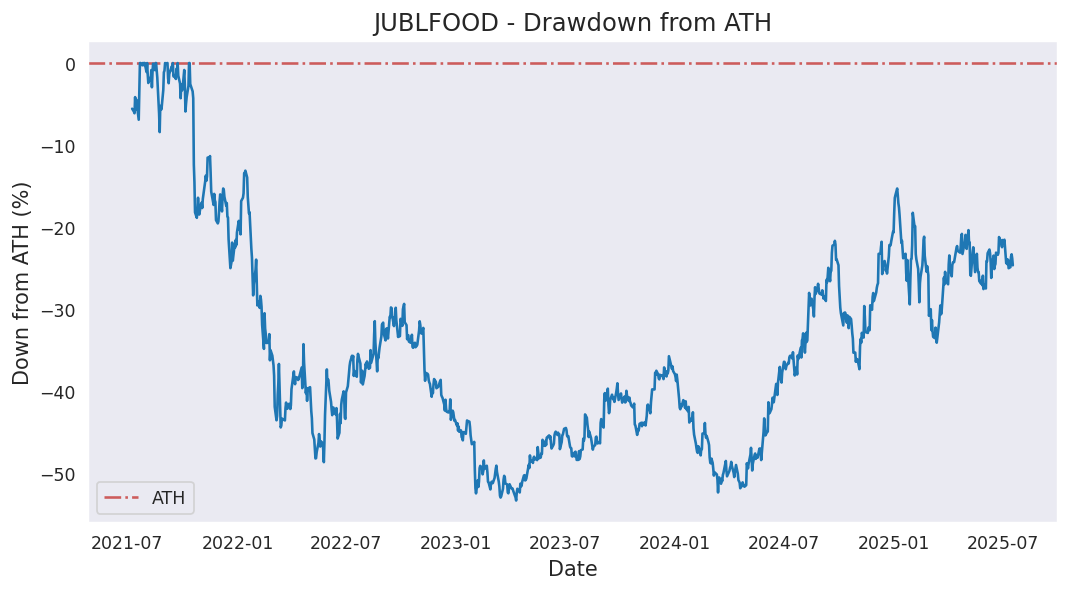 JUBLFOOD - Drawdown from ATH
Down from ATH (%)
0
−10
−20
−30
−40
−50
ATH
2021-07 2022-01 2022-07 2023-01 2023-07 2024-01 2024-07 2025-01 2025-07
Date